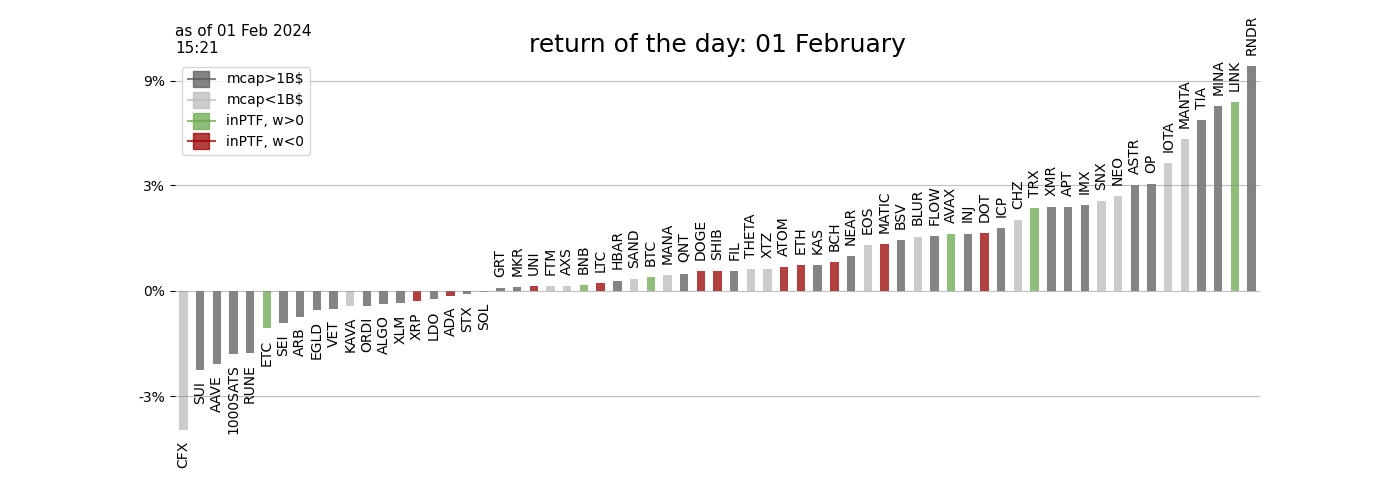 as of 01 Feb 2024
15:21
return of the day: 01 February
mcap>1B$
mcap<1B$
inPTF, w>0
inPTF, w<0
9%
3%
0%
-3%
CFX
SUI
AAVE
1000SATS
RUNE
ETC
SEI
ARB
EGLD
VET
KAVA
ORDI
ALGO
XLM
XRP
LDO
ADA
STX
SOL
GRT
MKR
UNI
FTM
AXS
BNB
LTC
HBAR
SAND
BTC
MANA
QNT
DOGE
SHIB
FIL
THETA
XTZ
ATOM
ETH
KAS
BCH
NEAR
EOS
MATIC
BSV
BLUR
FLOW
AVAX
INJ
DOT
ICP
CHZ
TRX
XMR
APT
IMX
SNX
NEO
ASTR
OP
IOTA
MANTA
TIA
MINA
LINK
RNDR